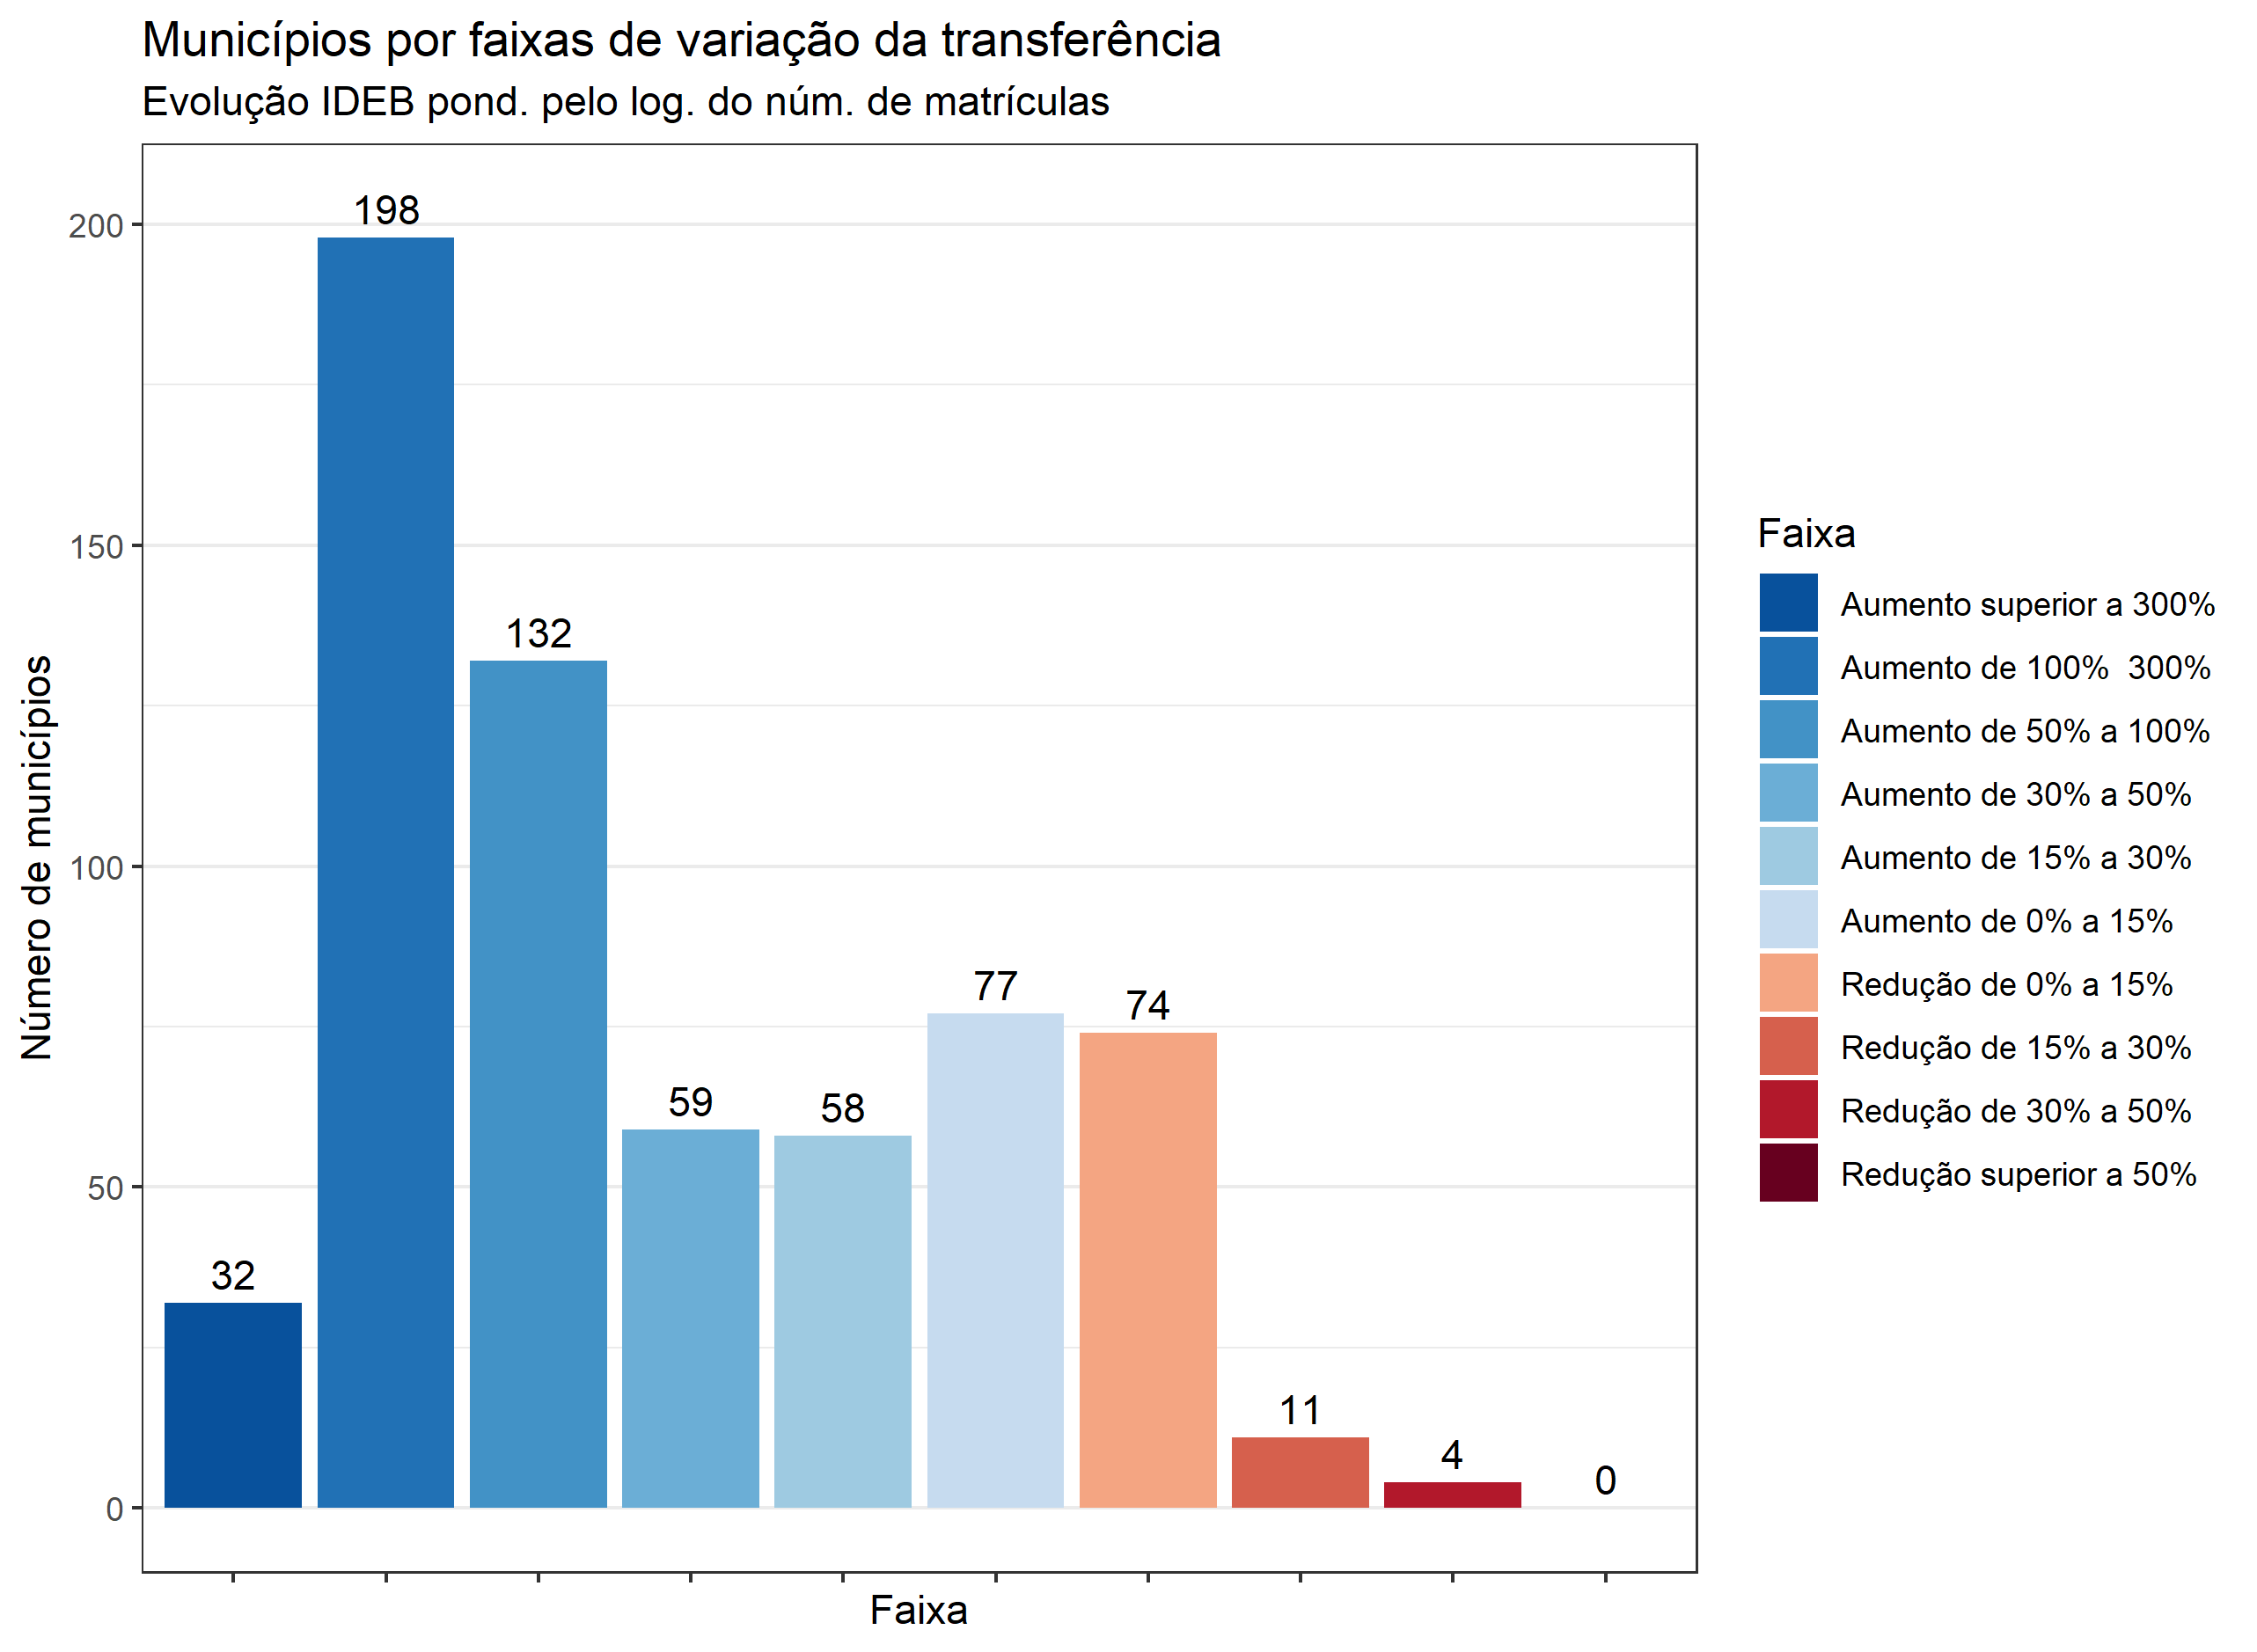 Municípios por faixas de variação da transferência
Evolução IDEB pond. pelo log. do núm. de matrículas
Número de municípios
200
150
100
50
0
198
132
59
58
77
74
32
11
4
0
Faixa
Faixa
Aumento superior a 300%
Aumento de 100%  300%
Aumento de 50% a 100%
Aumento de 30% a 50%
Aumento de 15% a 30%
Aumento de 0% a 15%
Redução de 0% a 15%
Redução de 15% a 30%
Redução de 30% a 50%
Redução superior a 50%